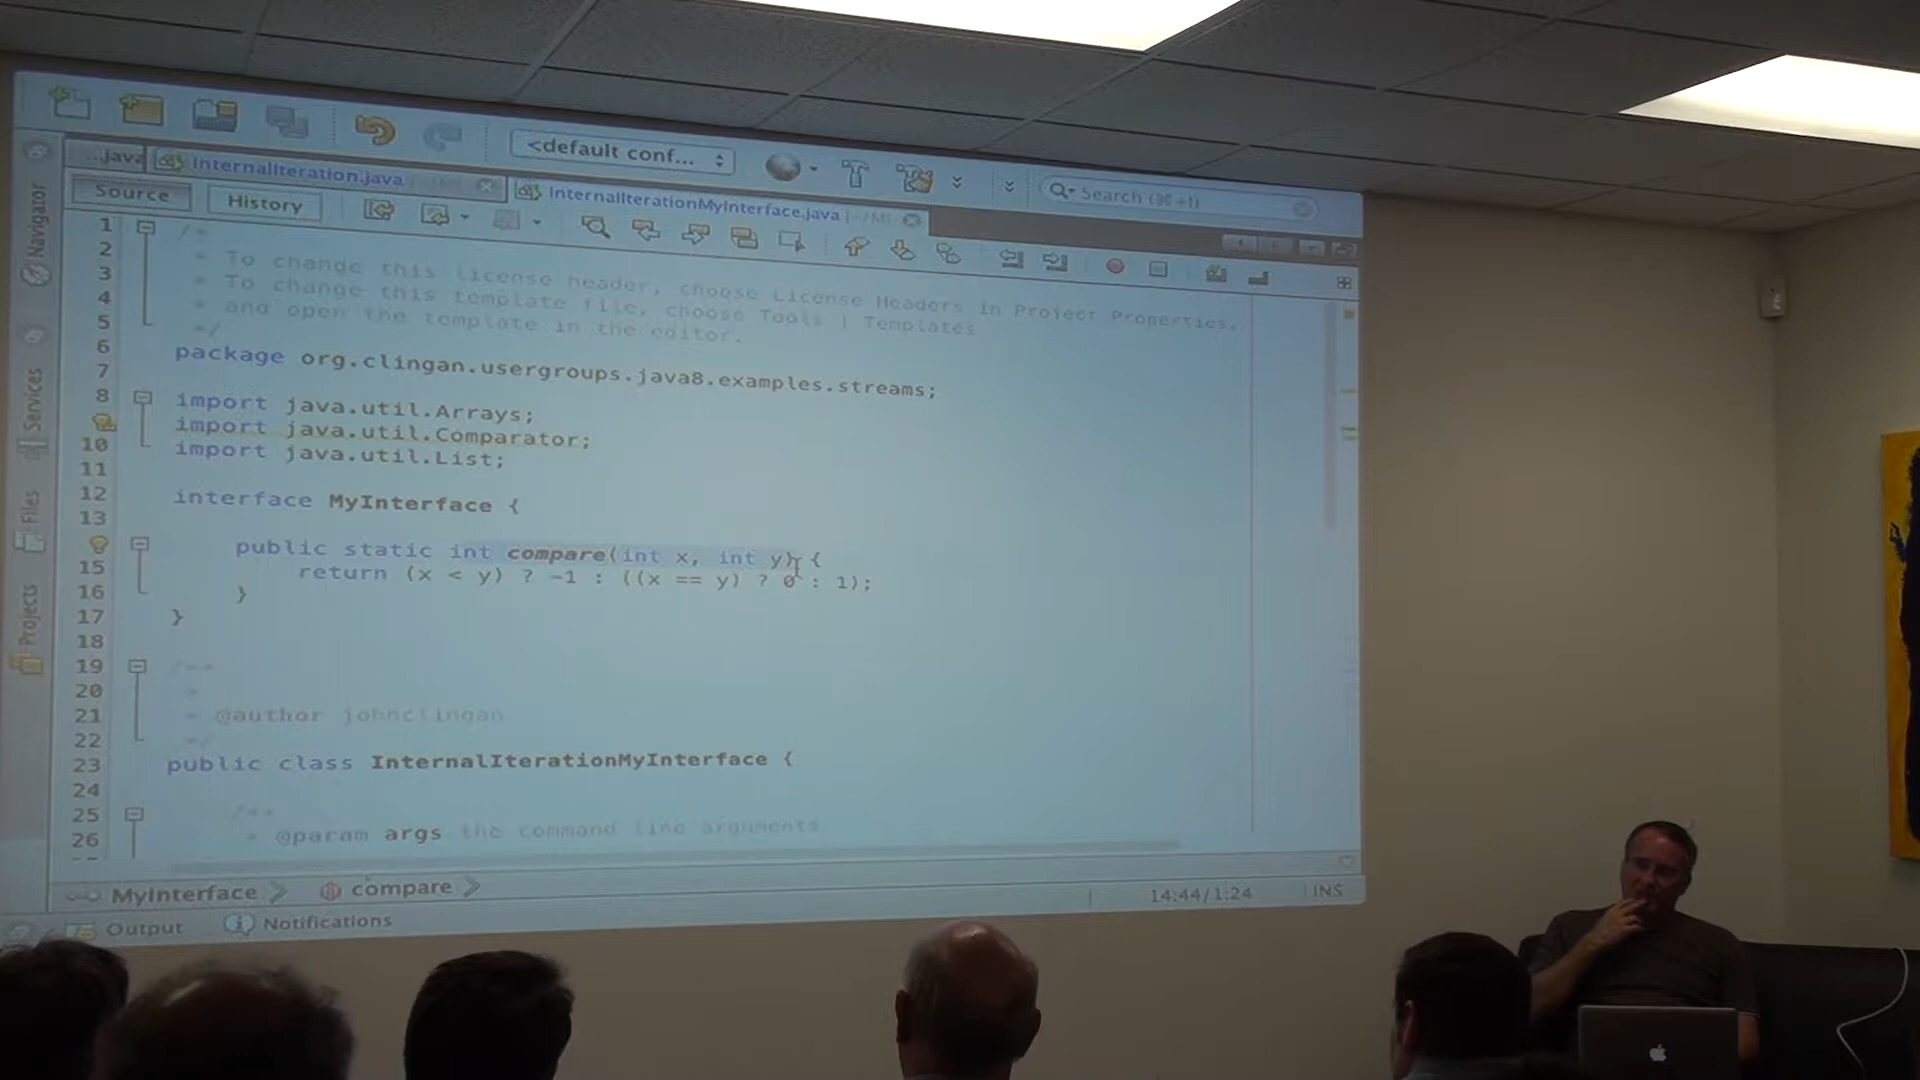 <default conf...
Search (⌘+I)
...java
InternalIteration.java
InternalIterationMyInterface.java
Source
History
Navigator
Services
Files
Projects
1 /*
2 * To change this license header, choose License Headers in Project Properties.
3 * To change this template file, choose Tools | Templates
4 * and open the template in the editor.
5 */
6 package org.clingan.usergroups.java8.examples.streams;
7
8 import java.util.Arrays;
import java.util.Comparator;
10 import java.util.List;
11
12 interface MyInterface {
13
public static int compare(int x, int y) {
15 return (x < y) ? -1 : ((x == y) ? 0 : 1);
16 }
17 }
18
19 /**
20 *
21 * @author johnclingan
22 */
23 public class InternalIterationMyInterface {
24
25 /**
26 * @param args the command line arguments
MyInterface
compare
14:44/1:24
INS
Output
Notifications